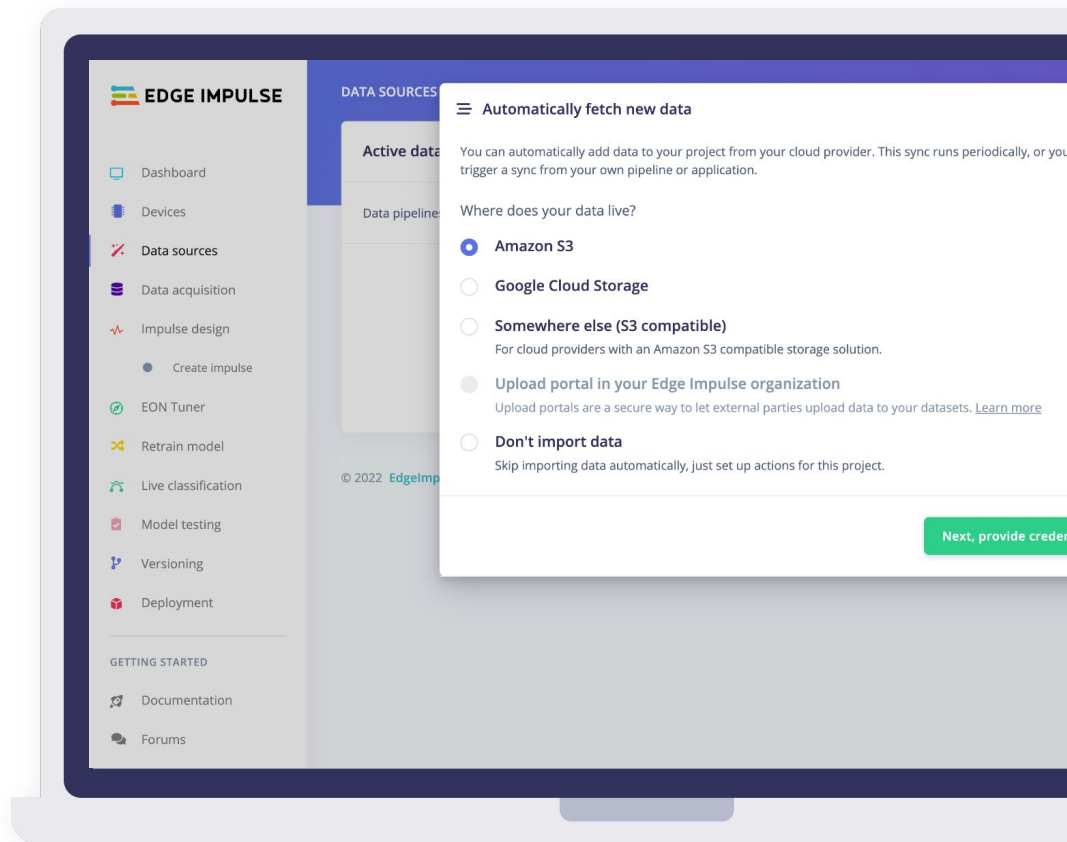 EDGE IMPULSE
Dashboard
Devices
Data sources
Data acquisition
Impulse design
Create impulse
EON Tuner
Retrain model
Live classification
Model testing
Versioning
Deployment
GETTING STARTED
Documentation
Forums
DATA SOURCES
Active data
Data pipeline
© 2022 EdgeImp
Automatically fetch new data
You can automatically add data to your project from your cloud provider. This sync runs periodically, or you
trigger a sync from your own pipeline or application.
Where does your data live?
Amazon S3
Google Cloud Storage
Somewhere else (S3 compatible)
For cloud providers with an Amazon S3 compatible storage solution.
Upload portal in your Edge Impulse organization
Upload portals are a secure way to let external parties upload data to your datasets. Learn more
Don't import data
Skip importing data automatically, just set up actions for this project.
Next, provide creden